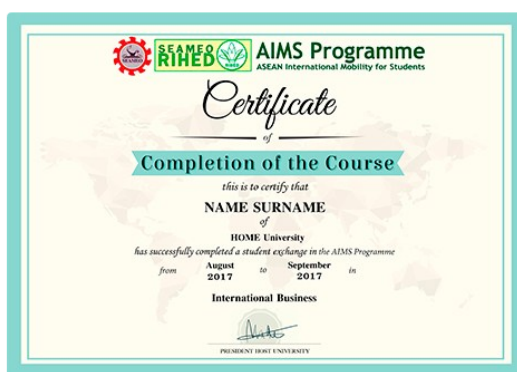 SEAMEO
RIHED
AIMS Programme
ASEAN International Mobility for Students
Certificate
of
Completion of the Course
this is to certify that
NAME SURNAME
of
HOME University
has successfully completed a student exchange in the AIMS Programme
from August 2017 to September 2017 in
International Business
PRESIDENT HOST UNIVERSITY